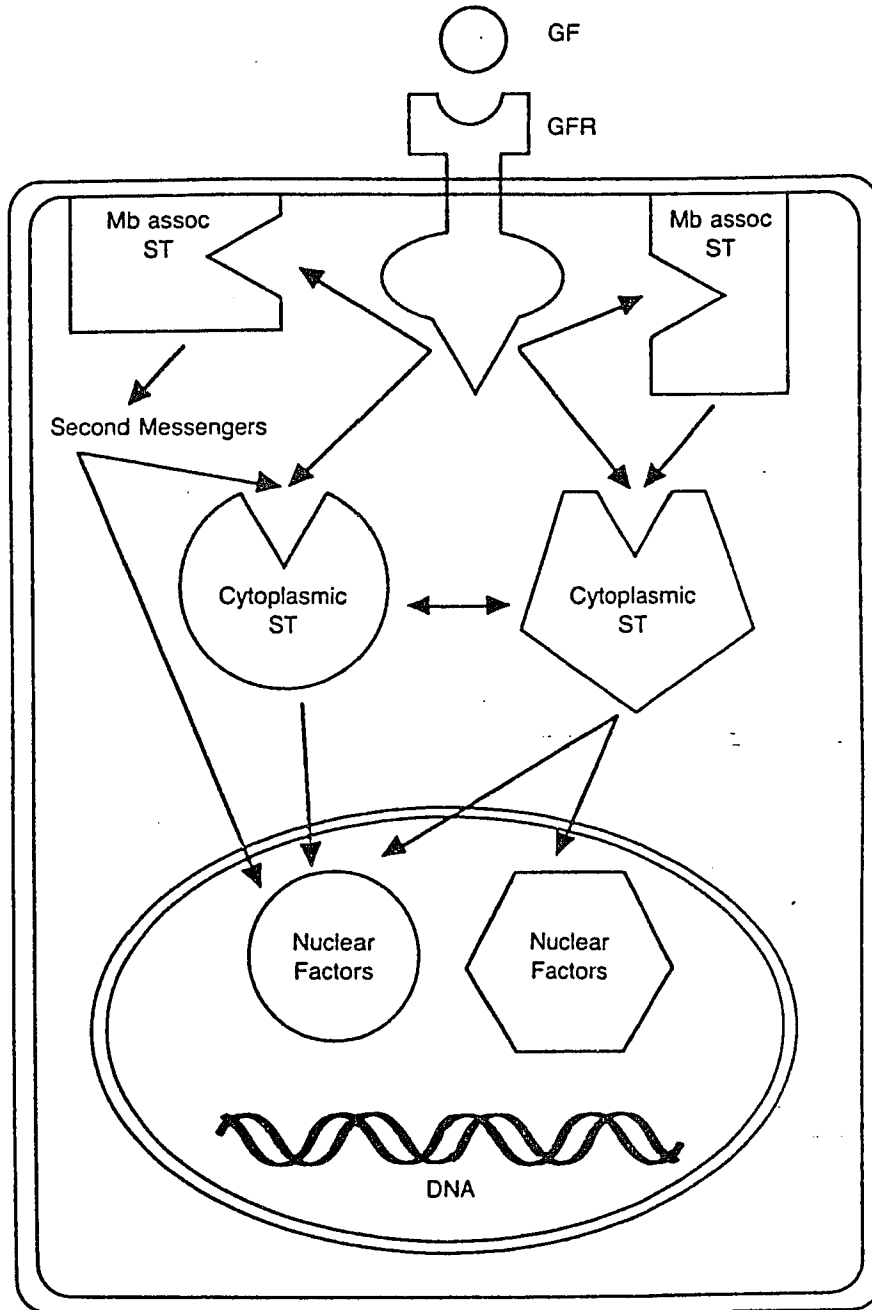 GF
GFR
Mb assoc
ST
Mb assoc
ST
Second Messengers
Cytoplasmic
ST
Cytoplasmic
ST
Nuclear
Factors
Nuclear
Factors
DNA